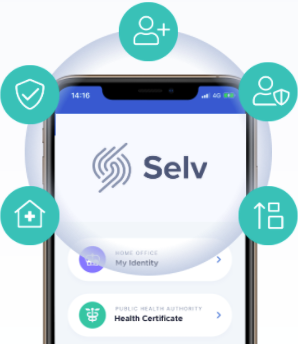 14:16
4G
Selv
HOME OFFICE
My Identity
PUBLIC HEALTH AUTHORITY
Health Certificate